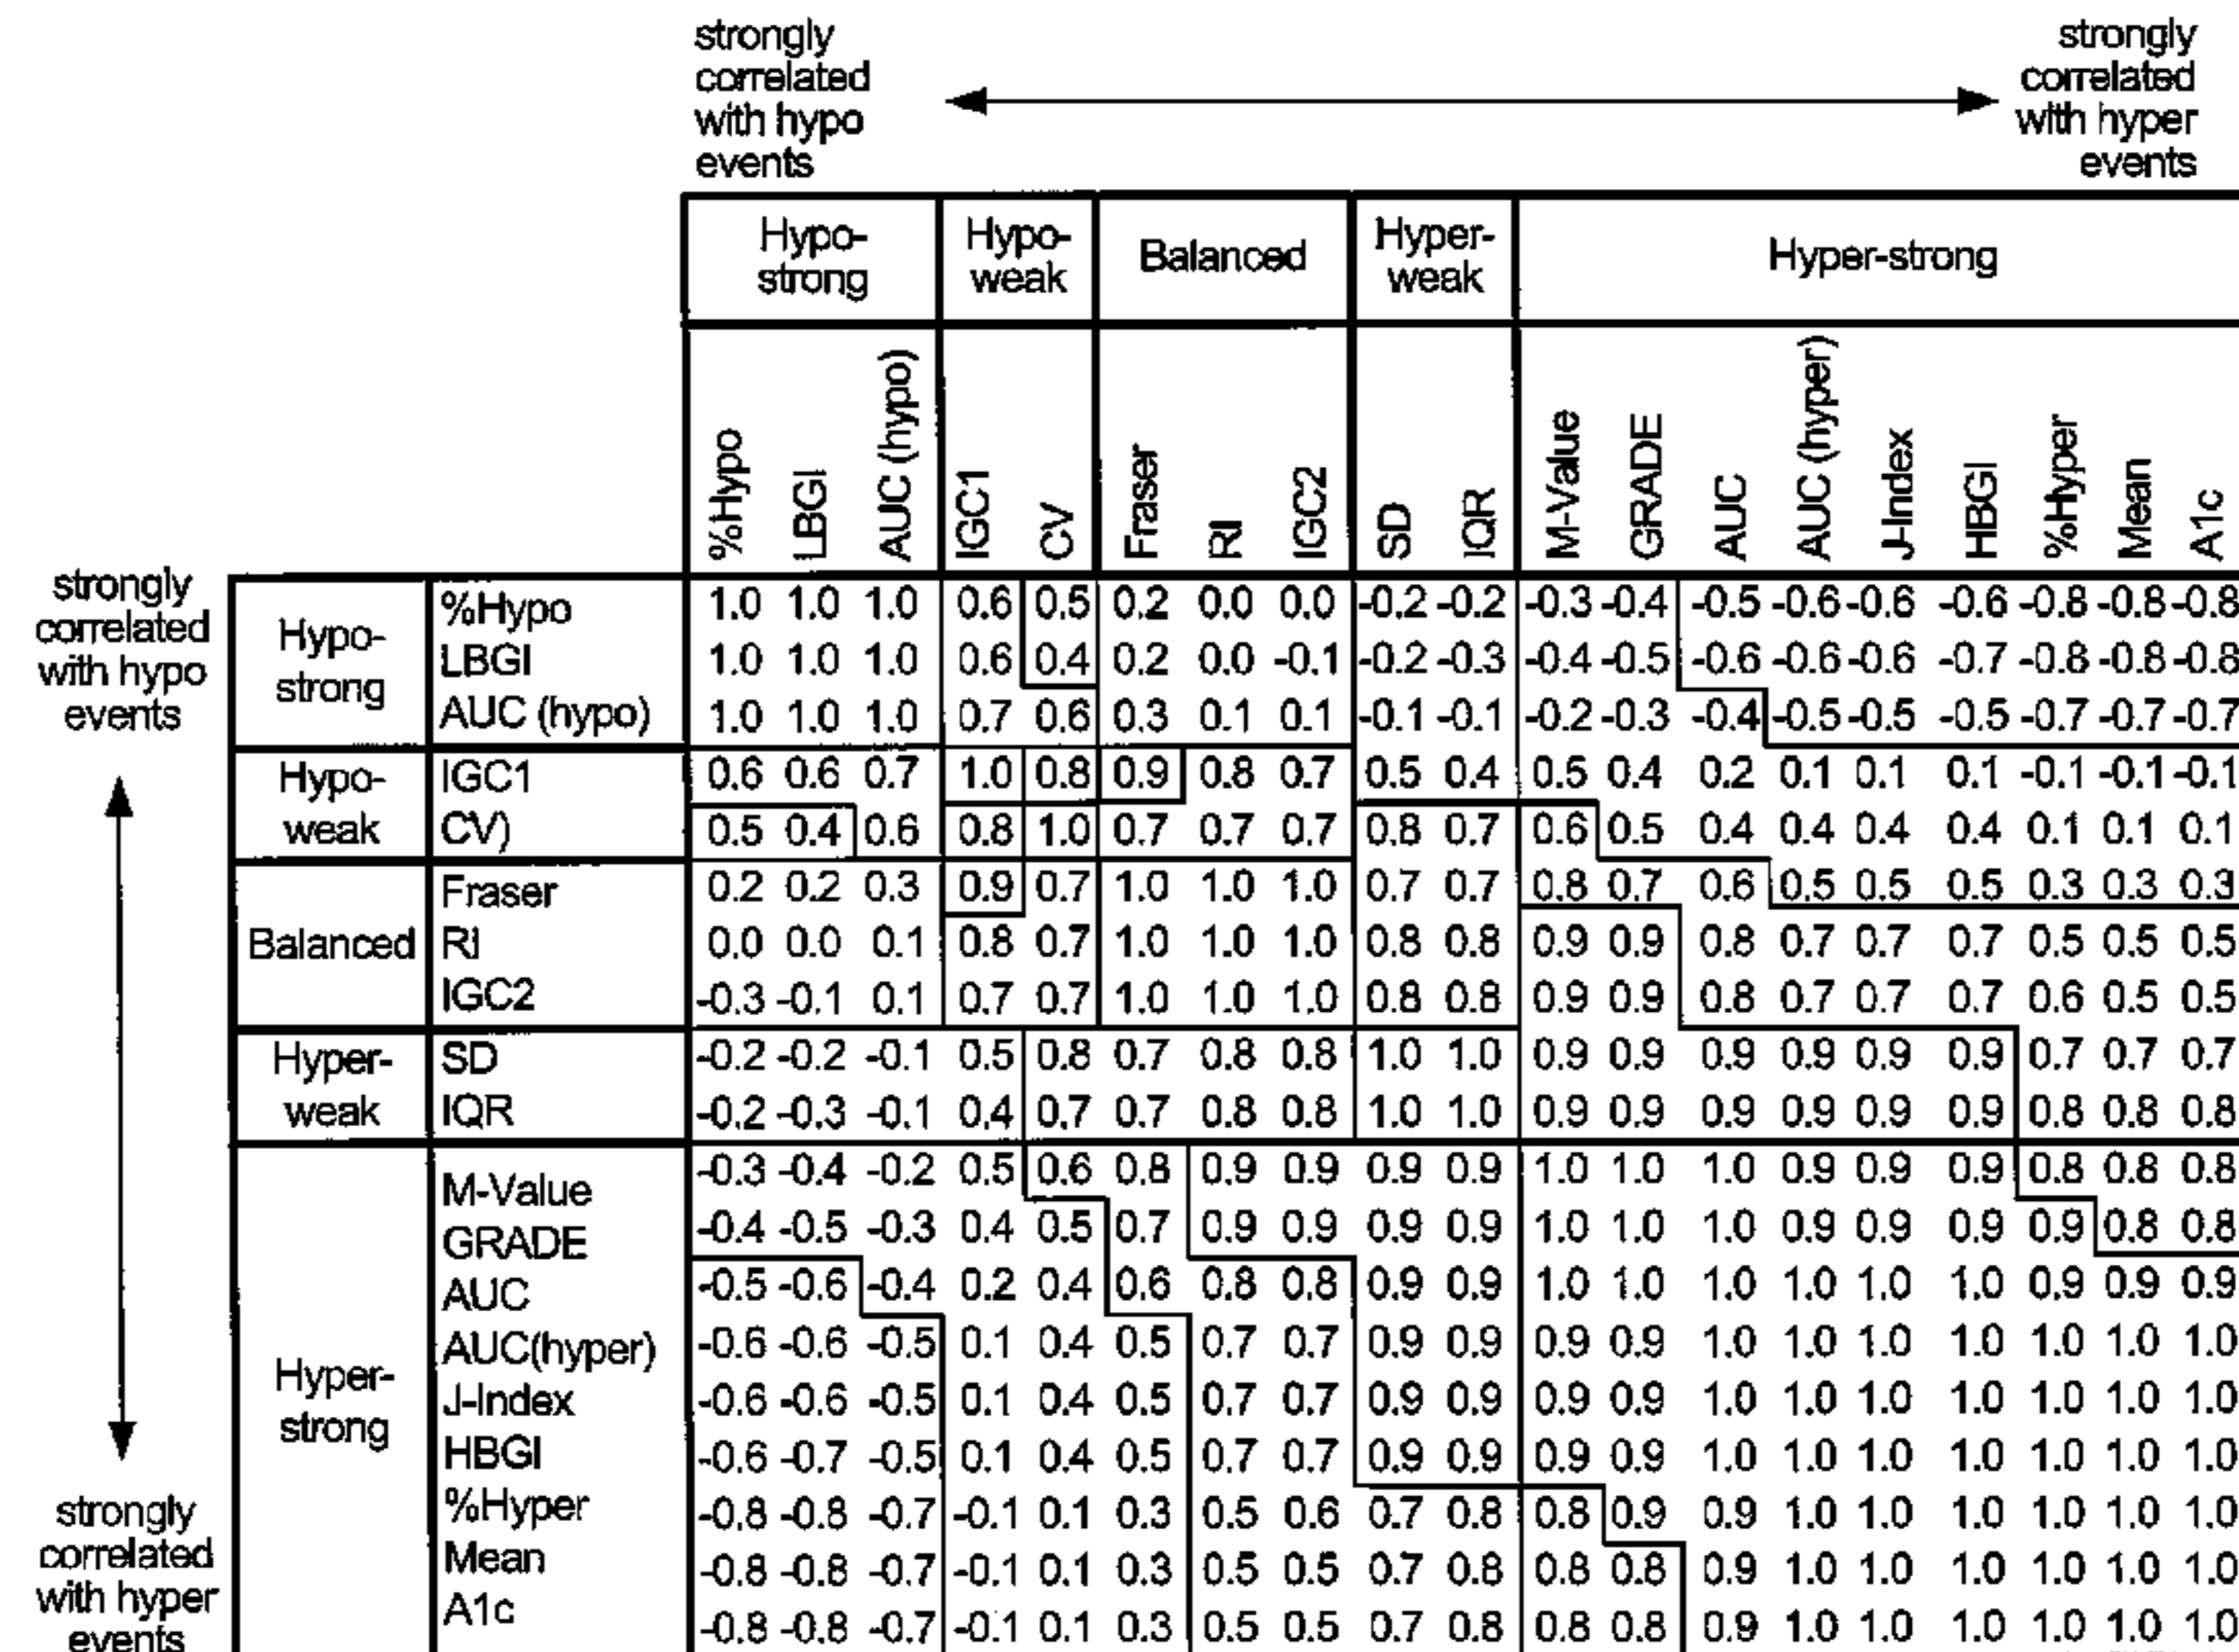 strongly
correlated
with hypo
events
strongly
correlated
with hyper
events
Hypo-
strong
Hypo-
weak
Balanced
Hyper-
weak
Hyper-strong
%Hypo LBGI AUC (hypo) IGC1 CV Fraser RI IGC2 SD IQR M-Value GRADE AUC AUC (hyper) J-Index HBGI %Hyper Mean A1c
strongly
correlated
with hypo
events
Hypo-
strong
%Hypo 1.0 1.0 1.0 0.6 0.5 0.2 0.0 0.0 -0.2 -0.2 -0.3 -0.4 -0.5 -0.6 -0.6 -0.6 -0.8 -0.8 -0.8
LBGI 1.0 1.0 1.0 0.6 0.4 0.2 0.0 -0.1 -0.2 -0.3 -0.4 -0.5 -0.6 -0.6 -0.6 -0.7 -0.8 -0.8 -0.8
AUC (hypo) 1.0 1.0 1.0 0.7 0.6 0.3 0.1 0.1 -0.1 -0.1 -0.2 -0.3 -0.4 -0.5 -0.5 -0.5 -0.7 -0.7 -0.7
Hypo-
weak
IGC1 0.6 0.6 0.7 1.0 0.8 0.9 0.8 0.7 0.5 0.4 0.5 0.4 0.2 0.1 0.1 0.1 -0.1 -0.1 -0.1
CV) 0.5 0.4 0.6 0.8 1.0 0.7 0.7 0.7 0.8 0.7 0.6 0.5 0.4 0.4 0.4 0.4 0.1 0.1 0.1
Balanced
Fraser 0.2 0.2 0.3 0.9 0.7 1.0 1.0 1.0 0.7 0.7 0.8 0.7 0.6 0.5 0.5 0.5 0.3 0.3 0.3
RI 0.0 0.0 0.1 0.8 0.7 1.0 1.0 1.0 0.8 0.8 0.9 0.9 0.8 0.7 0.7 0.7 0.5 0.5 0.5
IGC2 -0.3 -0.1 0.1 0.7 0.7 1.0 1.0 1.0 0.8 0.8 0.9 0.9 0.8 0.7 0.7 0.7 0.6 0.5 0.5
Hyper-
weak
SD -0.2 -0.2 -0.1 0.5 0.8 0.7 0.8 0.8 1.0 1.0 0.9 0.9 0.9 0.9 0.9 0.9 0.7 0.7 0.7
IQR -0.2 -0.3 -0.1 0.4 0.7 0.7 0.8 0.8 1.0 1.0 0.9 0.9 0.9 0.9 0.9 0.9 0.8 0.8 0.8
Hyper-
strong
M-Value -0.3 -0.4 -0.2 0.5 0.6 0.8 0.9 0.9 0.9 0.9 1.0 1.0 1.0 0.9 0.9 0.9 0.8 0.8 0.8
GRADE -0.4 -0.5 -0.3 0.4 0.5 0.7 0.9 0.9 0.9 0.9 1.0 1.0 1.0 0.9 0.9 0.9 0.9 0.8 0.8
AUC -0.5 -0.6 -0.4 0.2 0.4 0.6 0.8 0.8 0.9 0.9 1.0 1.0 1.0 1.0 1.0 1.0 0.9 0.9 0.9
AUC(hyper) -0.6 -0.6 -0.5 0.1 0.4 0.5 0.7 0.7 0.9 0.9 0.9 0.9 1.0 1.0 1.0 1.0 1.0 1.0 1.0
J-Index -0.6 -0.6 -0.5 0.1 0.4 0.5 0.7 0.7 0.9 0.9 0.9 0.9 1.0 1.0 1.0 1.0 1.0 1.0 1.0
HBGI -0.6 -0.7 -0.5 0.1 0.4 0.5 0.7 0.7 0.9 0.9 0.9 0.9 1.0 1.0 1.0 1.0 1.0 1.0 1.0
%Hyper -0.8 -0.8 -0.7 -0.1 0.1 0.3 0.5 0.6 0.7 0.8 0.8 0.9 0.9 1.0 1.0 1.0 1.0 1.0 1.0
Mean -0.8 -0.8 -0.7 -0.1 0.1 0.3 0.5 0.5 0.7 0.8 0.8 0.8 0.9 1.0 1.0 1.0 1.0 1.0 1.0
A1c -0.8 -0.8 -0.7 -0.1 0.1 0.3 0.5 0.5 0.7 0.8 0.8 0.8 0.9 1.0 1.0 1.0 1.0 1.0 1.0
strongly
correlated
with hyper
events